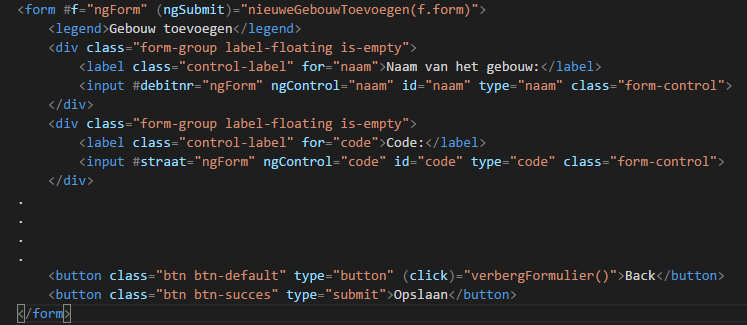 <form #f="ngForm" (ngSubmit)="nieuweGebouwToevoegen(f.form)">
    <legend>Gebouw toevoegen</legend>
    <div class="form-group label-floating is-empty">
        <label class="control-label" for="naam">Naam van het gebouw:</label>
        <input #debitnr="ngForm" ngControl="naam" id="naam" type="naam" class="form-control">
    </div>
    <div class="form-group label-floating is-empty">
        <label class="control-label" for="code">Code:</label>
        <input #straat="ngForm" ngControl="code" id="code" type="code" class="form-control">
    </div>
.
.
.
.
    <button class="btn btn-default" type="button" (click)="verbergFormulier()">Back</button>
    <button class="btn btn-succes" type="submit">Opslaan</button>
</form>